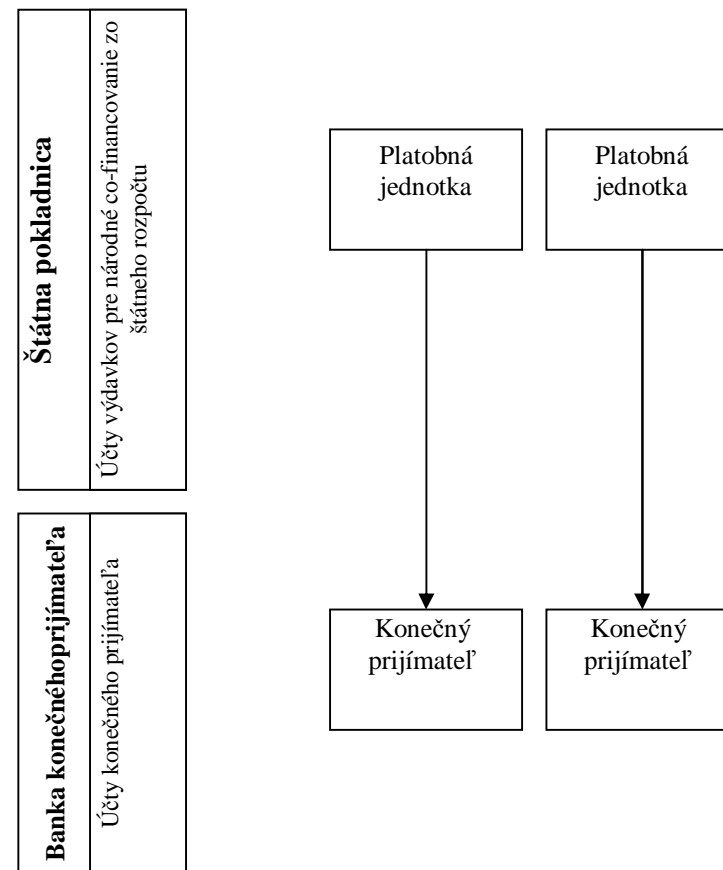 Štátna pokladnica
Účty výdavkov pre národné co-financovanie zo
štátneho rozpočtu
Platobná
jednotka
Platobná
jednotka
Banka konečnéhoprijímateľa
Účty konečného prijímateľa
Konečný
prijímateľ
Konečný
prijímateľ